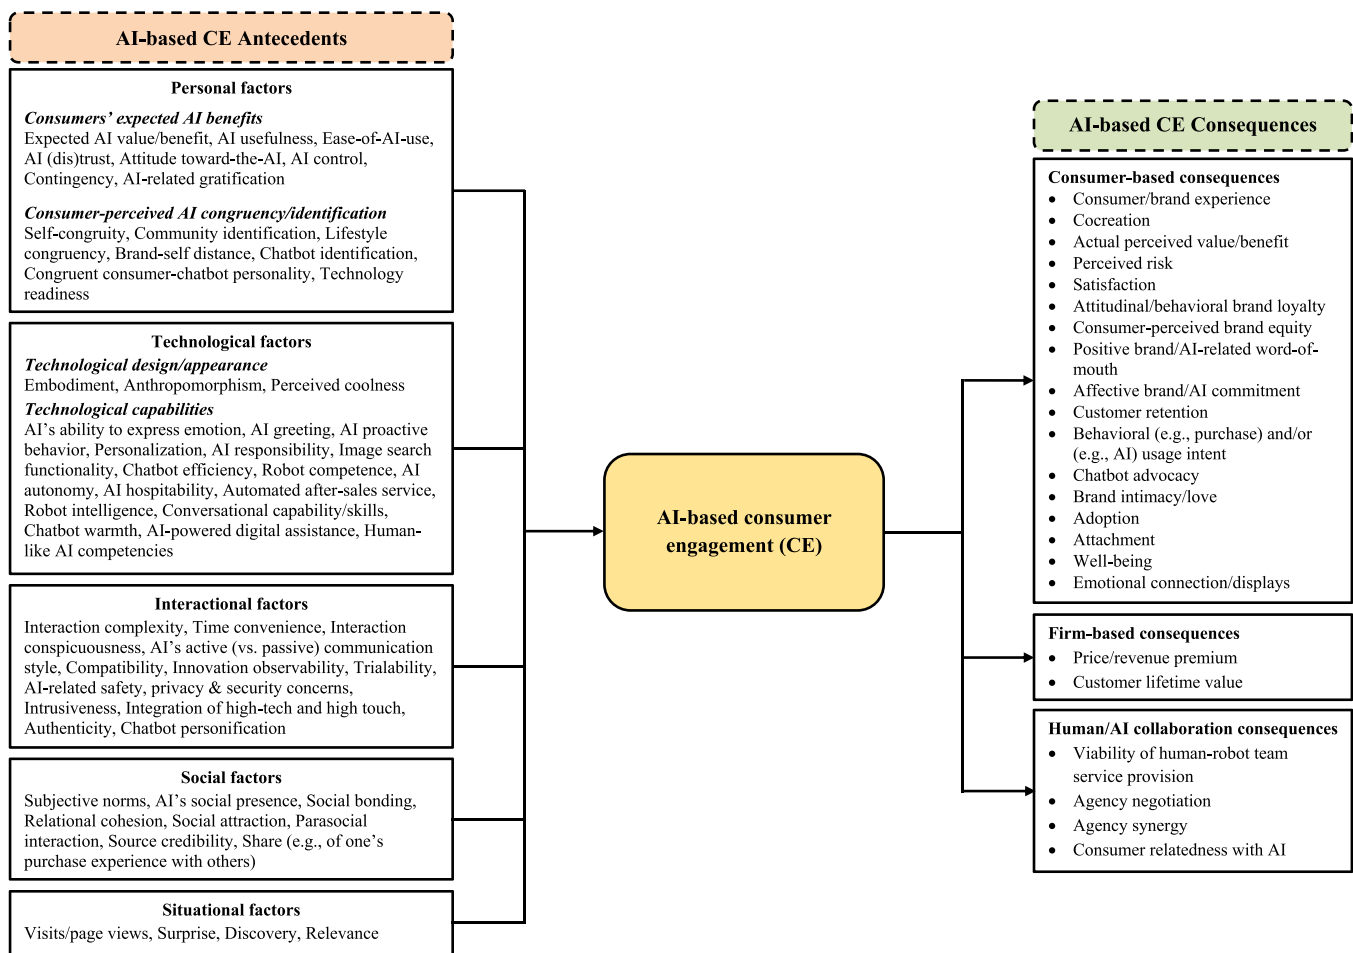 AI-based CE Antecedents
Personal factors
Consumers' expected AI benefits
Expected AI value/benefit, AI usefulness, Ease-of-AI-use,
AI (dis)trust, Attitude toward-the-AI, AI control,
Contingency, AI-related gratification
Consumer-perceived AI congruency/identification
Self-congruity, Community identification, Lifestyle
congruency, Brand-self distance, Chatbot identification,
Congruent consumer-chatbot personality, Technology
readiness
Technological factors
Technological design/appearance
Embodiment, Anthropomorphism, Perceived coolness
Technological capabilities
AI's ability to express emotion, AI greeting, AI proactive
behavior, Personalization, AI responsibility, Image search
functionality, Chatbot efficiency, Robot competence, AI
autonomy, AI hospitability, Automated after-sales service,
Robot intelligence, Conversational capability/skills,
Chatbot warmth, AI-powered digital assistance, Human-
like AI competencies
Interactional factors
Interaction complexity, Time convenience, Interaction
conspicuousness, AI's active (vs. passive) communication
style, Compatibility, Innovation observability, Trialability,
AI-related safety, privacy & security concerns,
Intrusiveness, Integration of high-tech and high touch,
Authenticity, Chatbot personification
Social factors
Subjective norms, AI's social presence, Social bonding,
Relational cohesion, Social attraction, Parasocial
interaction, Source credibility, Share (e.g., of one's
purchase experience with others)
Situational factors
Visits/page views, Surprise, Discovery, Relevance
AI-based consumer
engagement (CE)
AI-based CE Consequences
Consumer-based consequences
• Consumer/brand experience
• Cocreation
• Actual perceived value/benefit
• Perceived risk
• Satisfaction
• Attitudinal/behavioral brand loyalty
• Consumer-perceived brand equity
• Positive brand/AI-related word-of-
mouth
• Affective brand/AI commitment
• Customer retention
• Behavioral (e.g., purchase) and/or
(e.g., AI) usage intent
• Chatbot advocacy
• Brand intimacy/love
• Adoption
• Attachment
• Well-being
• Emotional connection/displays
Firm-based consequences
• Price/revenue premium
• Customer lifetime value
Human/AI collaboration consequences
• Viability of human-robot team
service provision
• Agency negotiation
• Agency synergy
• Consumer relatedness with AI